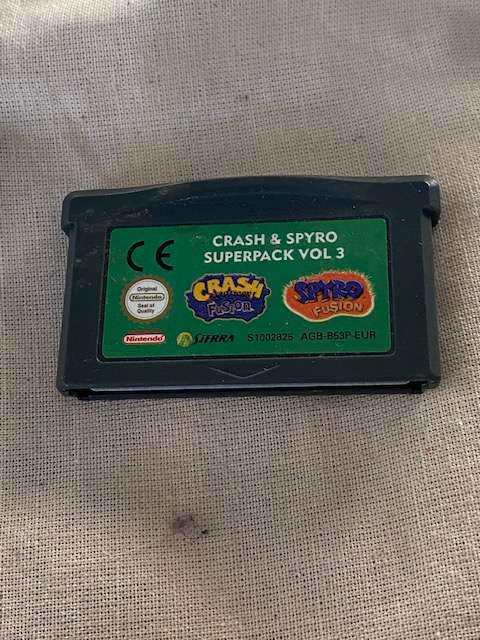 CRASH & SPYRO
SUPERPACK VOL 3
CE
Original
Nintendo
Seal of
Quality
CRASH
FUSION
SPYRO
FUSION
Nintendo
SIERRA
S1002825 AGB-B53P-EUR